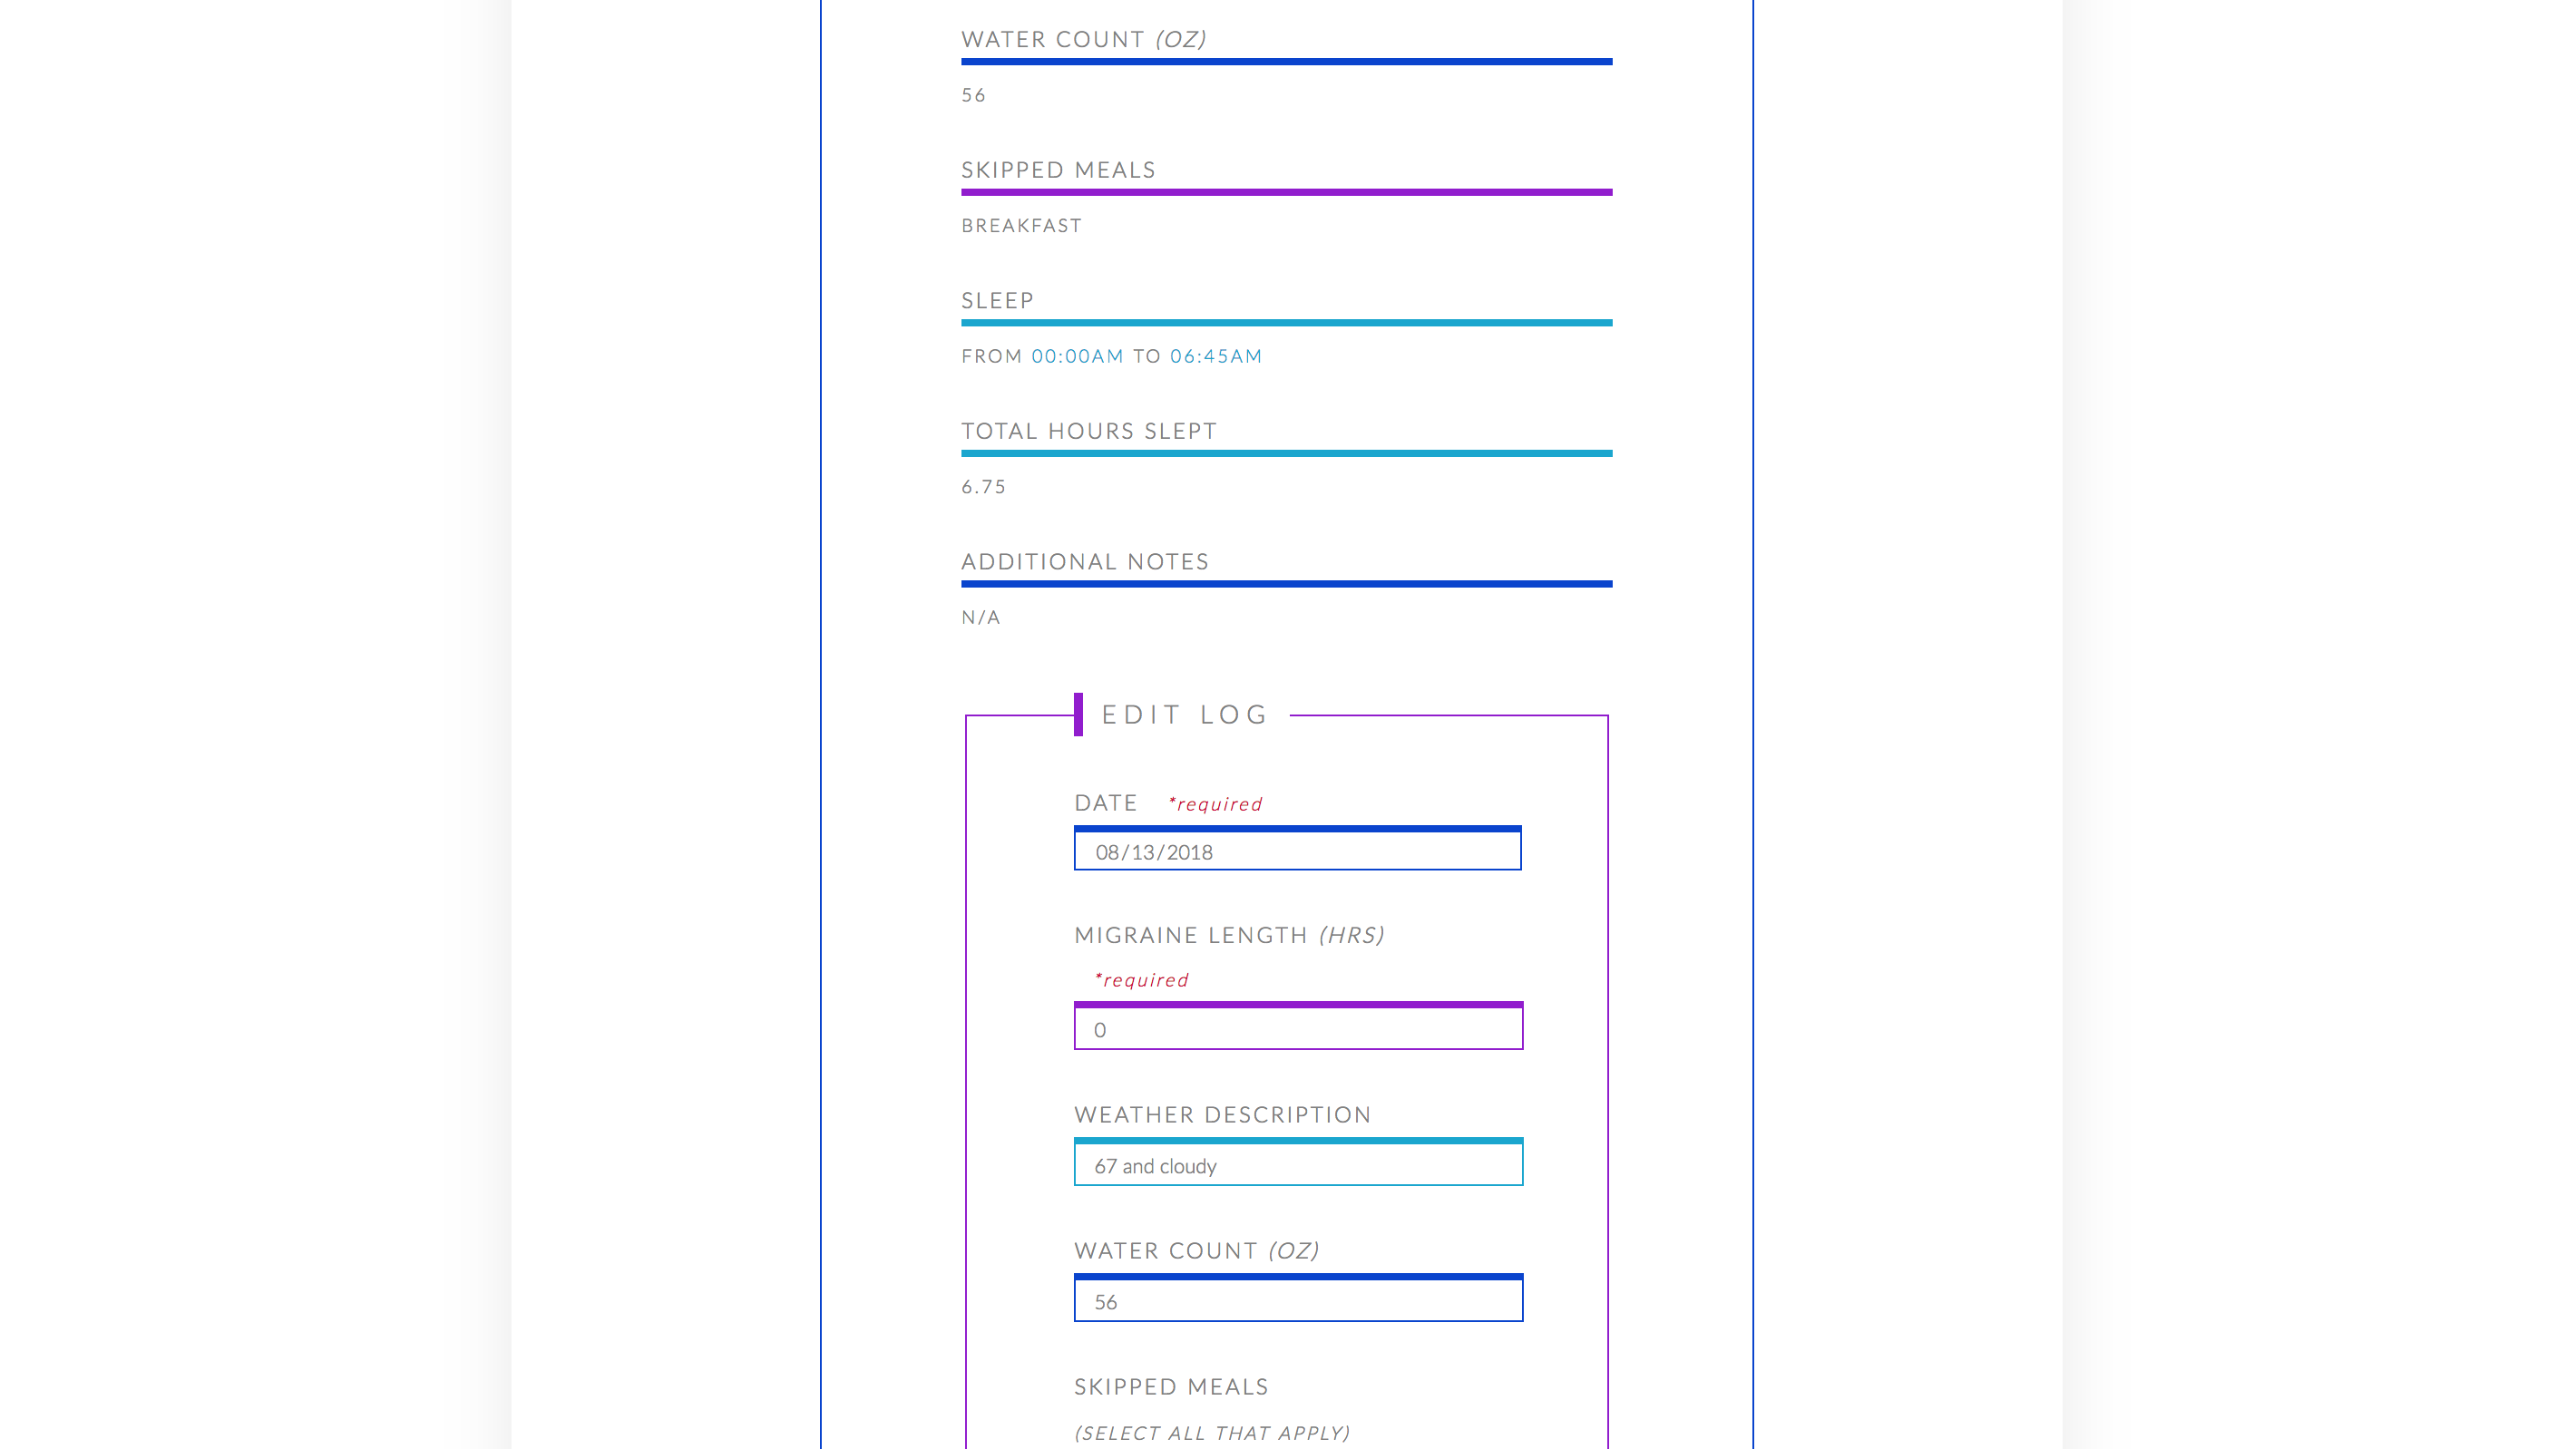 WATER COUNT (OZ)
56
SKIPPED MEALS
BREAKFAST
SLEEP
FROM 00:00AM TO 06:45AM
TOTAL HOURS SLEPT
6.75
ADDITIONAL NOTES
N/A
EDIT LOG
DATE *required
08/13/2018
MIGRAINE LENGTH (HRS)
*required
0
WEATHER DESCRIPTION
67 and cloudy
WATER COUNT (OZ)
56
SKIPPED MEALS
(SELECT ALL THAT APPLY)